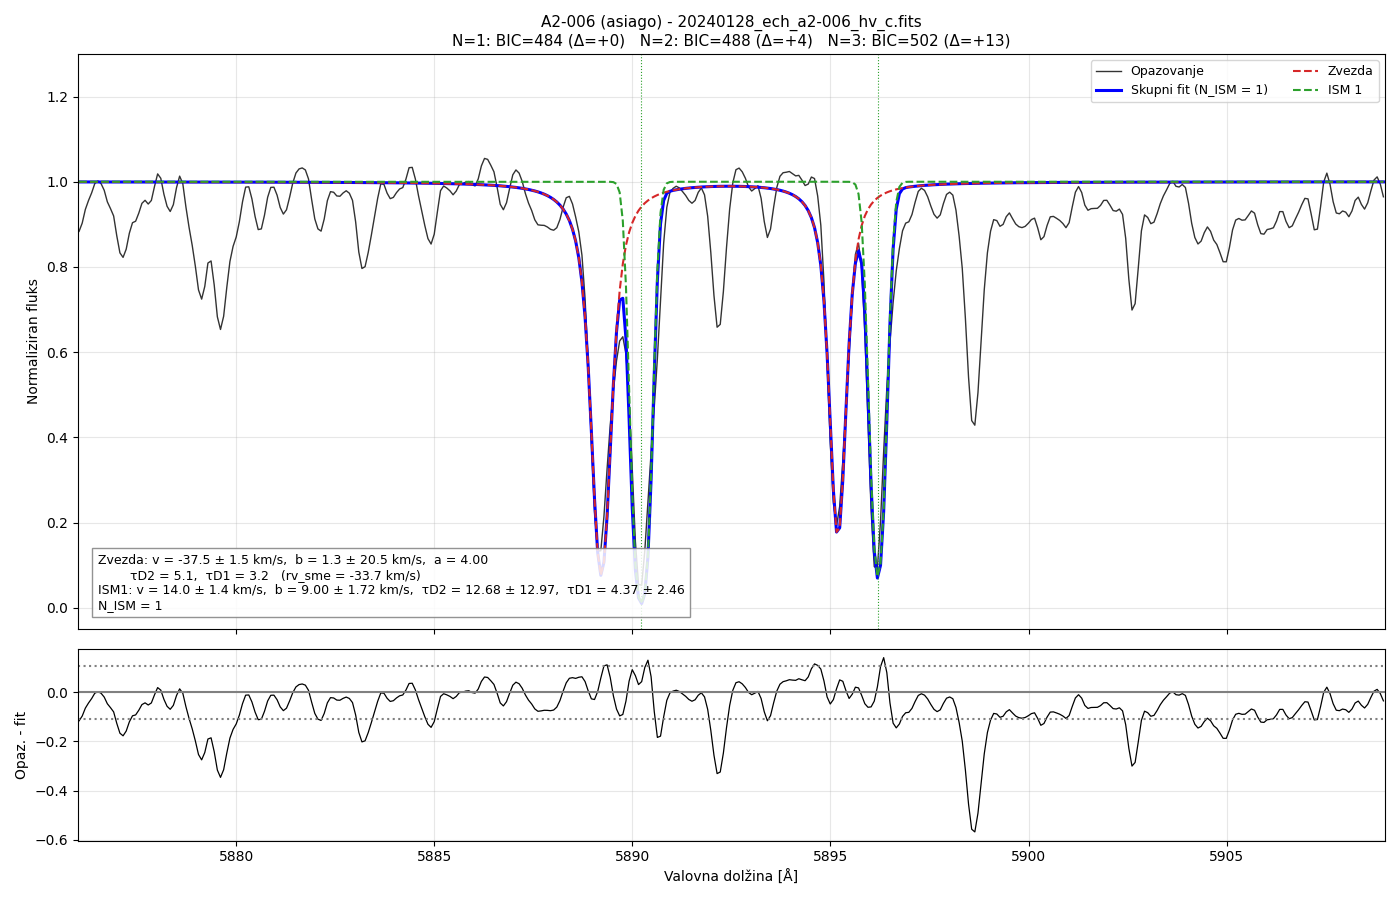 A2-006 (asiago) - 20240128_ech_a2-006_hv_c.fits
N=1: BIC=484 (Δ=+0)   N=2: BIC=488 (Δ=+4)   N=3: BIC=502 (Δ=+13)
Opazovanje
Skupni fit (N_ISM = 1)
Zvezda
ISM 1
Normaliziran fluks
1.2
1.0
0.8
0.6
0.4
0.2
0.0
Zvezda: v = -37.5 ± 1.5 km/s,  b = 1.3 ± 20.5 km/s,  a = 4.00
τD2 = 5.1,  τD1 = 3.2   (rv_sme = -33.7 km/s)
ISM1: v = 14.0 ± 1.4 km/s,  b = 9.00 ± 1.72 km/s,  τD2 = 12.68 ± 12.97,  τD1 = 4.37 ± 2.46
N_ISM = 1
Opaz. - fit
0.0
−0.2
−0.4
−0.6
5880
5885
5890
5895
5900
5905
Valovna dolžina [Å]